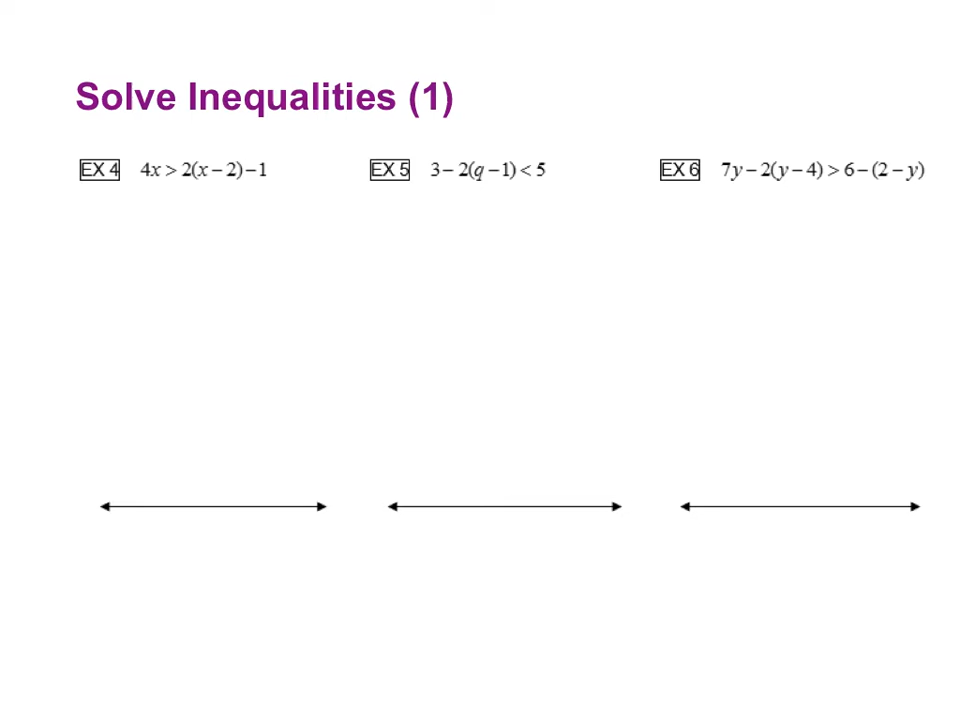 Solve Inequalities (1)
EX 4 4x > 2(x − 2) − 1
EX 5 3 − 2(q − 1) < 5
EX 6 7y − 2(y − 4) > 6 − (2 − y)